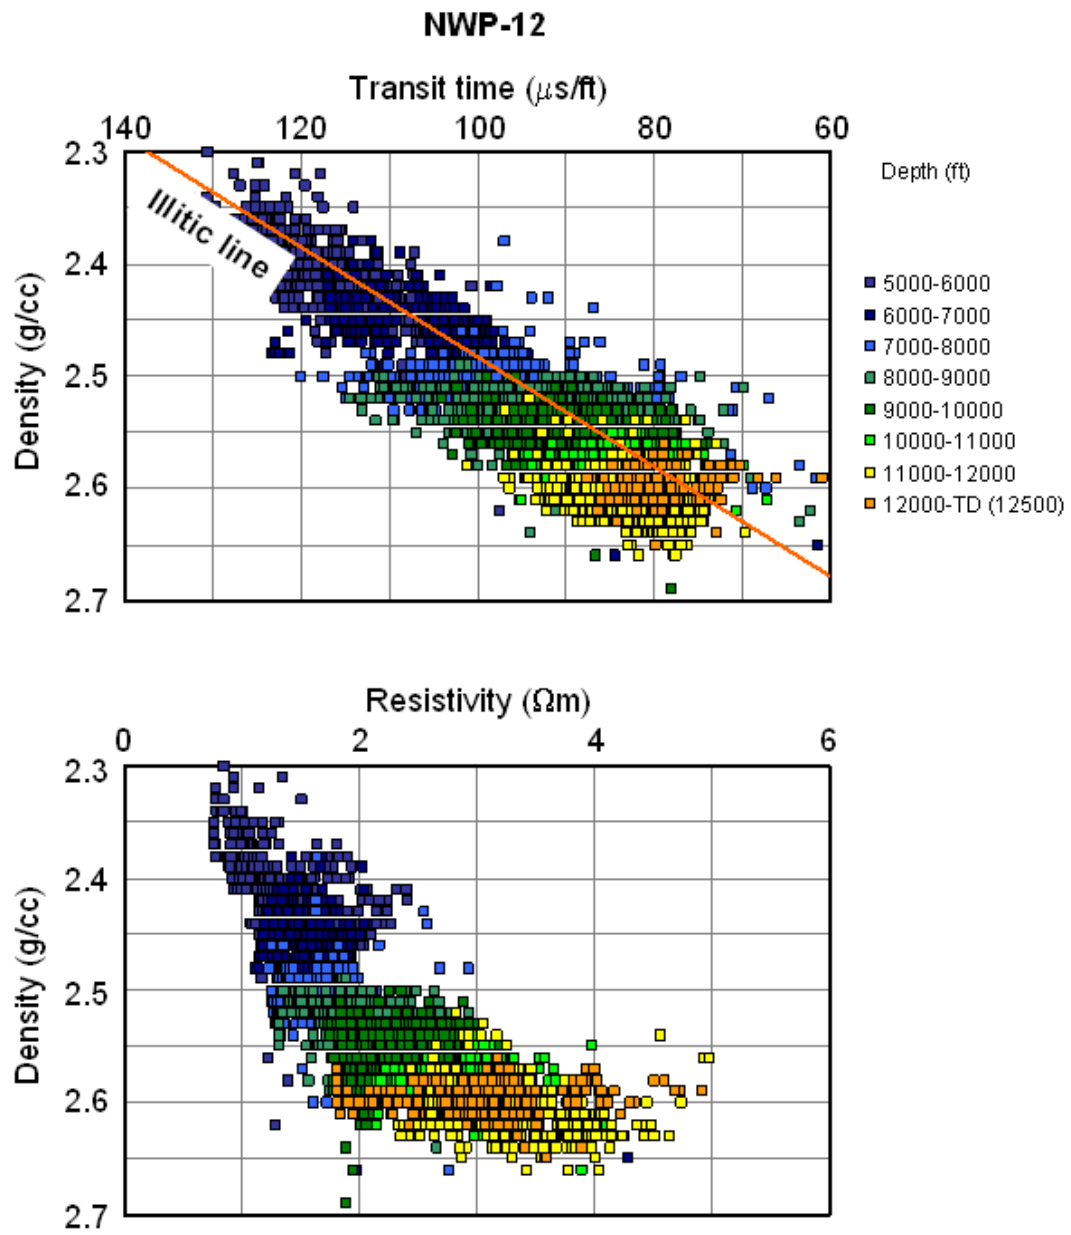 NWP-12
Transit time (μs/ft)
140 120 100 80 60
2.3
2.4
2.5
2.6
2.7
Density (g/cc)
Illitic line
Depth (ft)
5000-6000
6000-7000
7000-8000
8000-9000
9000-10000
10000-11000
11000-12000
12000-TD (12500)
Resistivity (Ωm)
0 2 4 6
2.3
2.4
2.5
2.6
2.7
Density (g/cc)